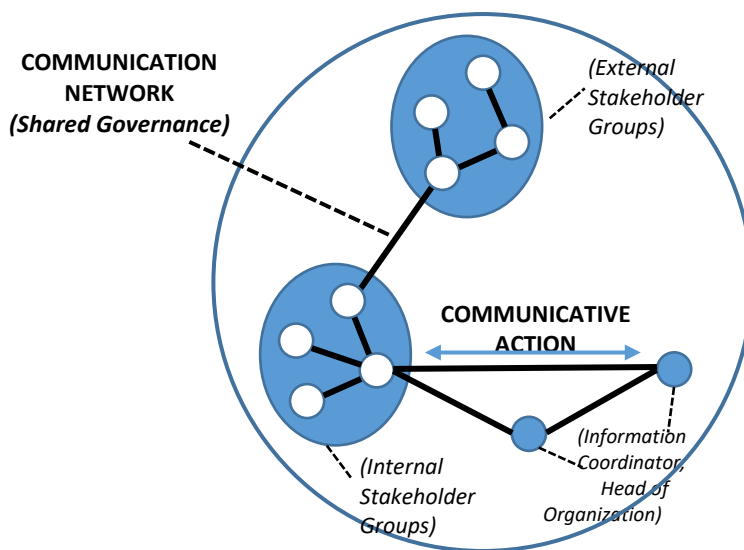 COMMUNICATION
NETWORK
(Shared Governance)
(External
Stakeholder
Groups)
COMMUNICATIVE
ACTION
(Internal
Stakeholder
Groups)
(Information
Coordinator,
Head of
Organization)